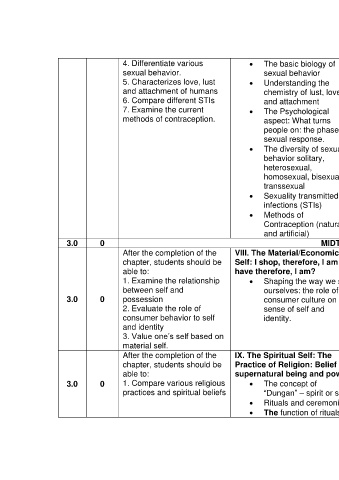 4. Differentiate various
sexual behavior.
5. Characterizes love, lust
and attachment of humans
6. Compare different STIs
7. Examine the current
methods of contraception.
• The basic biology of
sexual behavior
• Understanding the
chemistry of lust, love
and attachment
• The Psychological
aspect: What turns
people on: the phase
sexual response.
• The diversity of sexu
behavior solitary,
heterosexual,
homosexual, bisexua
transsexual
• Sexuality transmitted
infections (STIs)
• Methods of
Contraception (natura
and artificial)
3.0 0 MIDT
3.0 0
After the completion of the
chapter, students should be
able to:
1. Examine the relationship
between self and
possession
2. Evaluate the role of
consumer behavior to self
and identity
3. Value one's self based on
material self.
VIII. The Material/Economic
Self: I shop, therefore, I am
have therefore, I am?
• Shaping the way we s
ourselves: the role of
consumer culture on
sense of self and
identity.
3.0 0
After the completion of the
chapter, students should be
able to:
1. Compare various religious
practices and spiritual beliefs
IX. The Spiritual Self: The
Practice of Religion: Belief
supernatural being and pow
• The concept of
"Dungan" – spirit or s
• Rituals and ceremoni
• The function of rituals